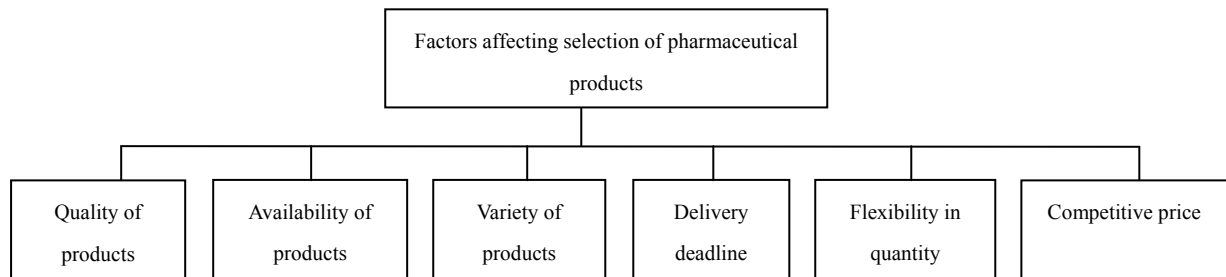 Factors affecting selection of pharmaceutical
products
Quality of
products
Availability of
products
Variety of
products
Delivery
deadline
Flexibility in
quantity
Competitive price